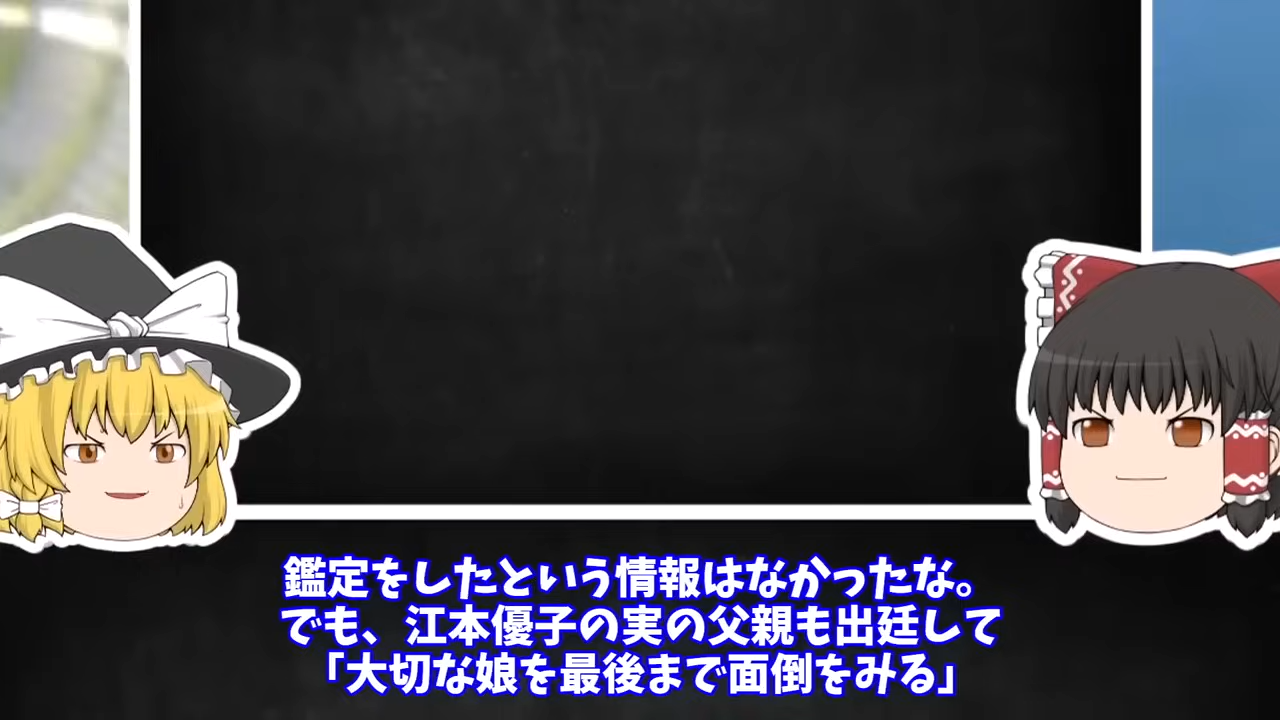 鑑定をしたという情報はなかったな。
でも、江本優子の実の父親も出廷して
「大切な娘を最後まで面倒をみる」